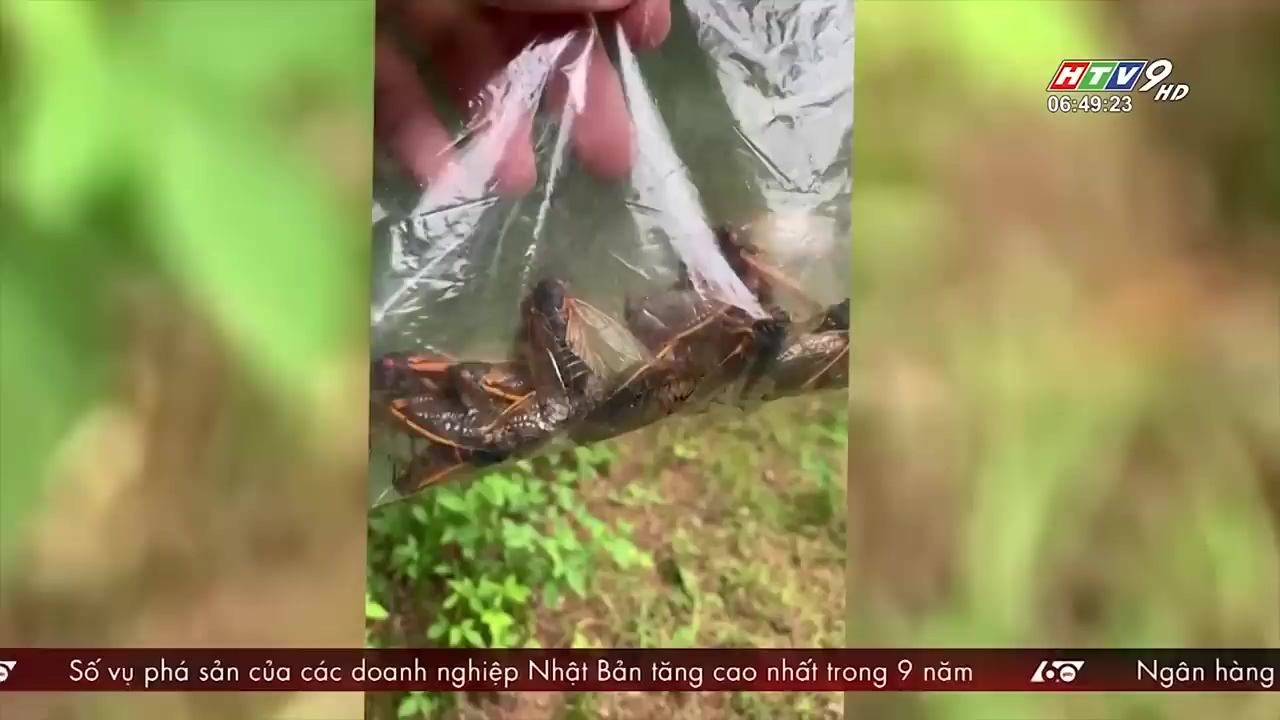 HTV9 HD
06:49:23
Số vụ phá sản của các doanh nghiệp Nhật Bản tăng cao nhất trong 9 năm
60
Ngân hàng